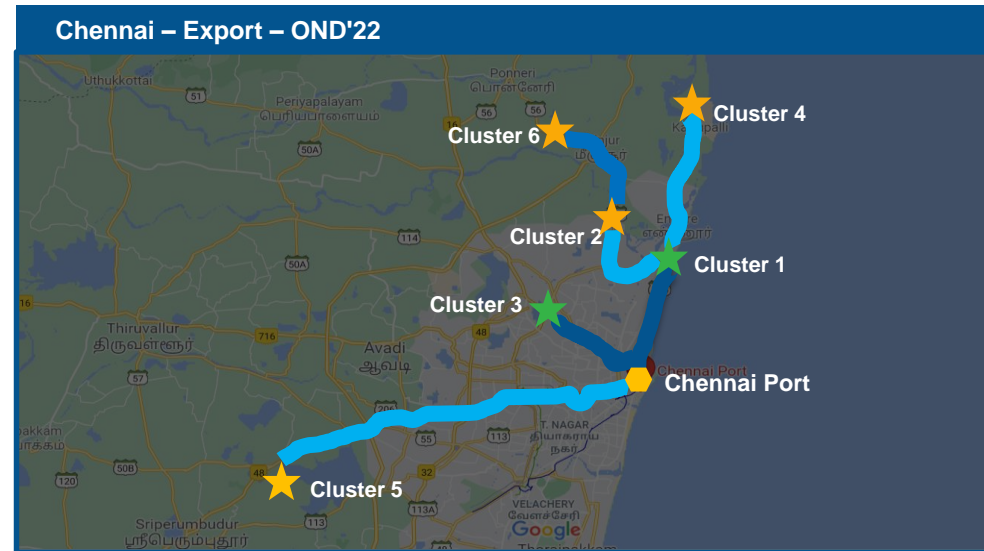 Chennai – Export – OND'22
Uthukkottai
51
Periyapalayam
பெரியபாளையம்
Ponneri
பொன்னேரி
56
56
16
Cluster 4
Cluster 6
50A
Cluster 2
114
50A
Cluster 1
Cluster 3
16
Thiruvallur
திருவள்ளூர்
716
48
Avadi
ஆவடி
57
Chennai Port
Chennai Port
206
T. NAGAR
தியாகராய
நகர்
55
113
50B
48
32
120
Cluster 5
113A
VELACHERY
வேளச்சேரி
Sriperumbudur
ஸ்ரீபெரும்புதூர்
113
Google